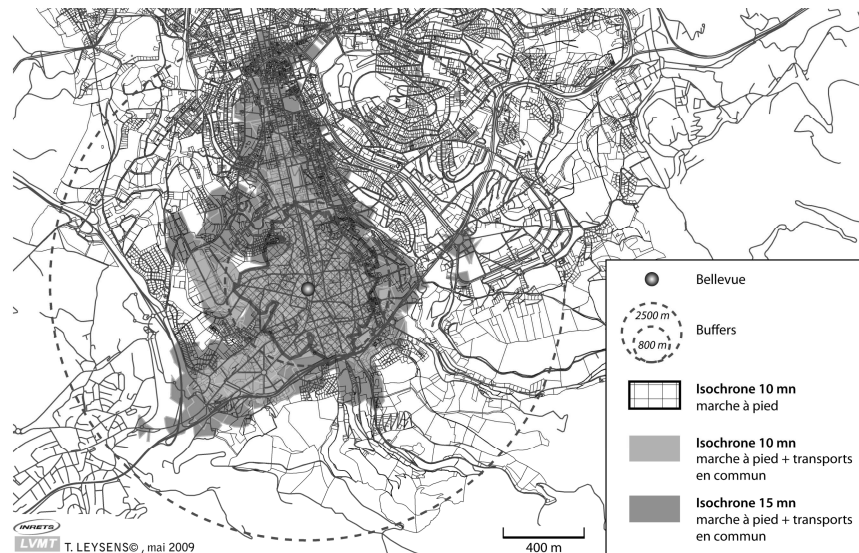 Bellevue
2500 m
800 m
Buffers
Isochrone 10 mn
marche à pied
Isochrone 10 mn
marche à pied + transports
en commun
Isochrone 15 mn
marche à pied + transports
en commun
INRETS
LVMT T. LEYSENS© , mai 2009
400 m